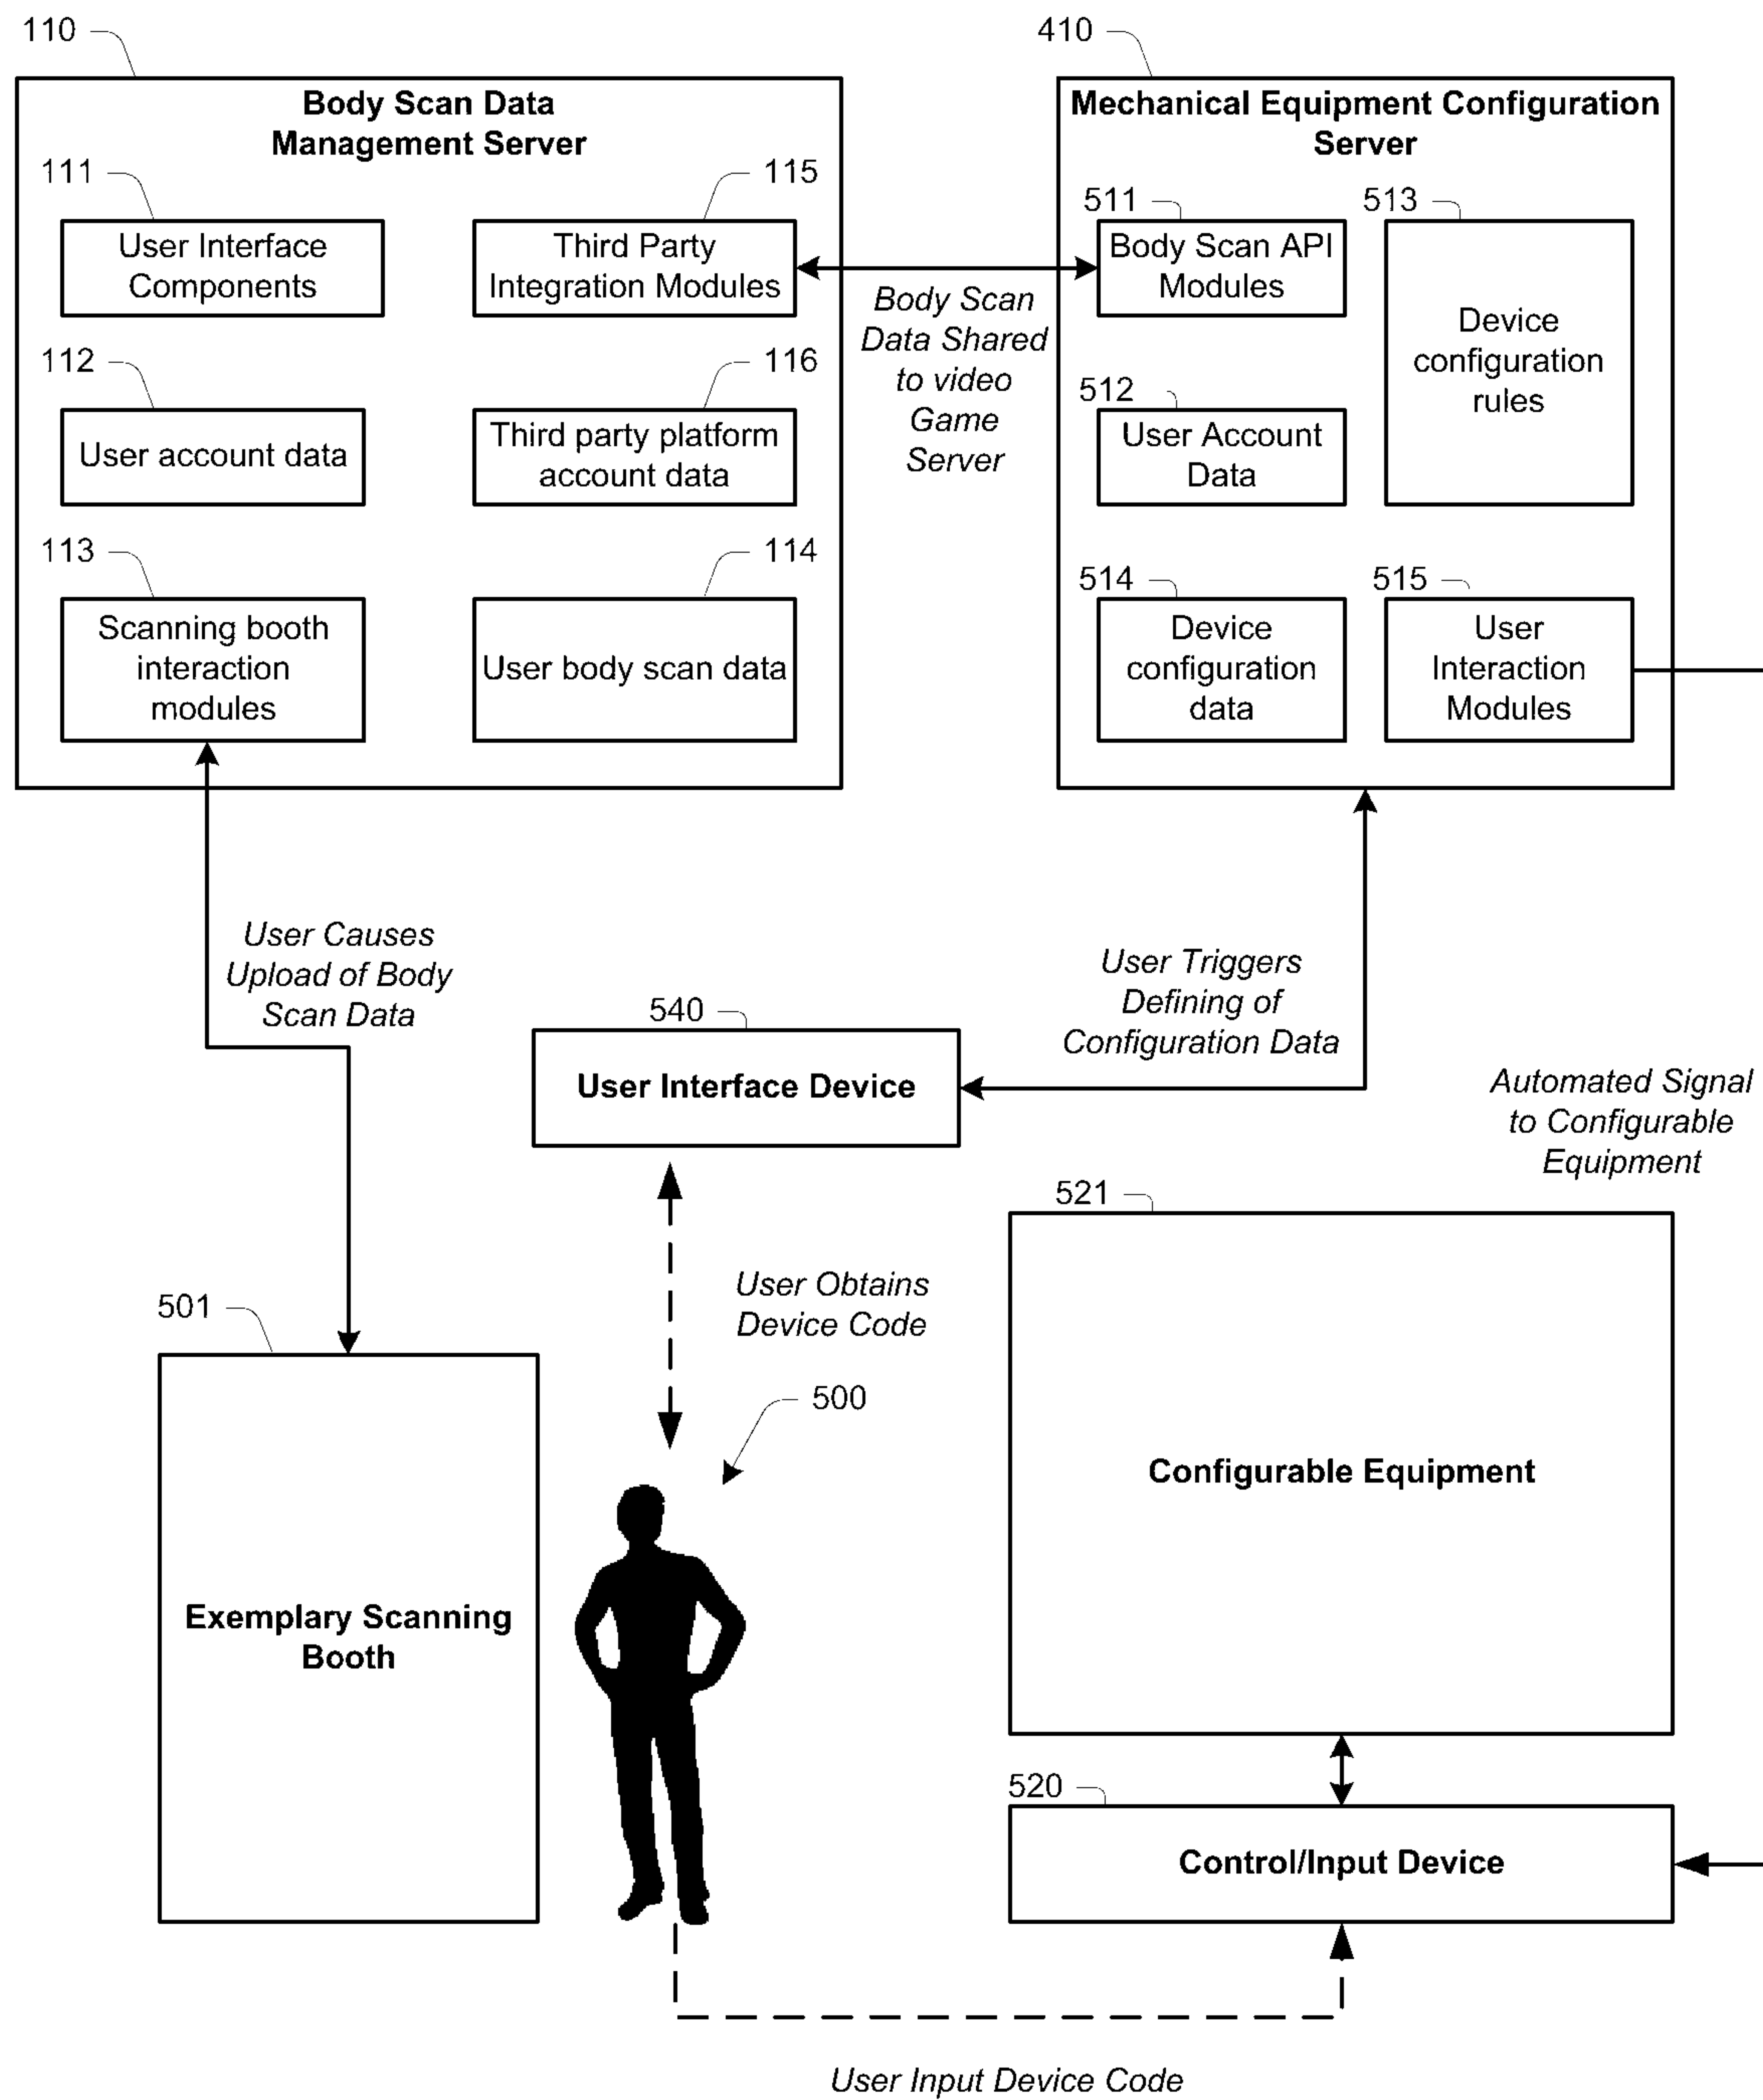 110
Body Scan Data
Management Server
111
User Interface
Components
115
Third Party
Integration Modules
112
User account data
116
Third party platform
account data
113
Scanning booth
interaction
modules
114
User body scan data
Body Scan
Data Shared
to video
Game
Server
410
Mechanical Equipment Configuration
Server
511
Body Scan API
Modules
513
Device
configuration
rules
512
User Account
Data
514
Device
configuration
data
515
User
Interaction
Modules
User Causes
Upload of Body
Scan Data
540
User Interface Device
User Triggers
Defining of
Configuration Data
Automated Signal
to Configurable
Equipment
501
Exemplary Scanning
Booth
User Obtains
Device Code
500
521
Configurable Equipment
520
Control/Input Device
User Input Device Code